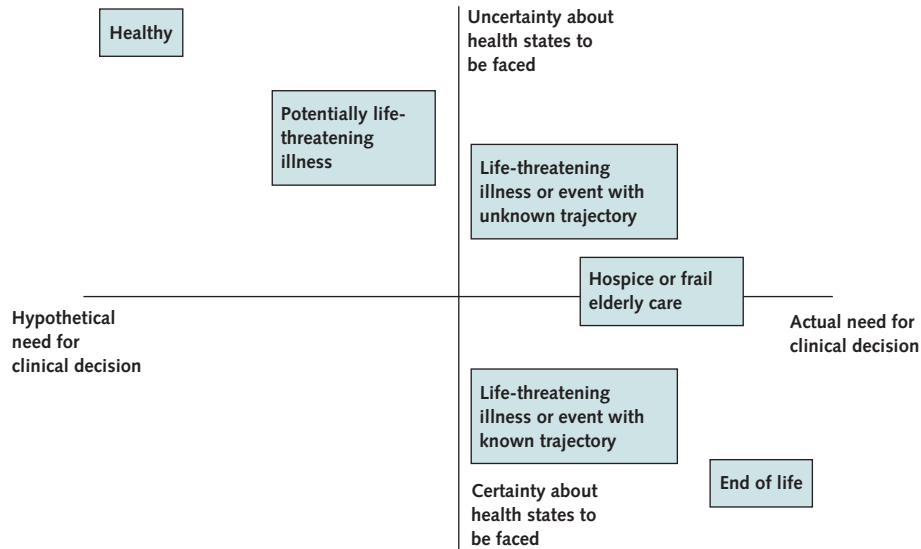 Healthy
Uncertainty about
health states to
be faced
Potentially life-
threatening
illness
Life-threatening
illness or event with
unknown trajectory
Hospice or frail
elderly care
Hypothetical
need for
clinical decision
Actual need for
clinical decision
Life-threatening
illness or event with
known trajectory
End of life
Certainty about
health states to
be faced